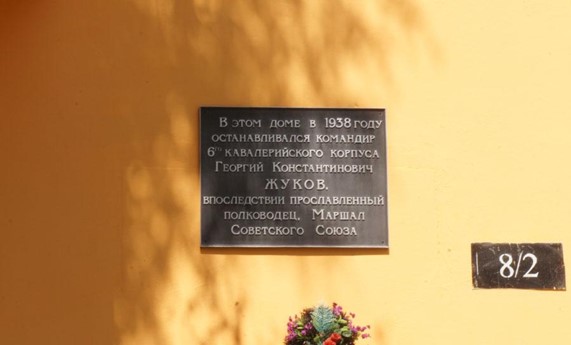 В этом доме в 1938 году
останавливался командир
6го кавалерийского корпуса
Георгий Константинович
ЖУКОВ,
впоследствии прославленный
полководец, Маршал
Советского Союза
8/2